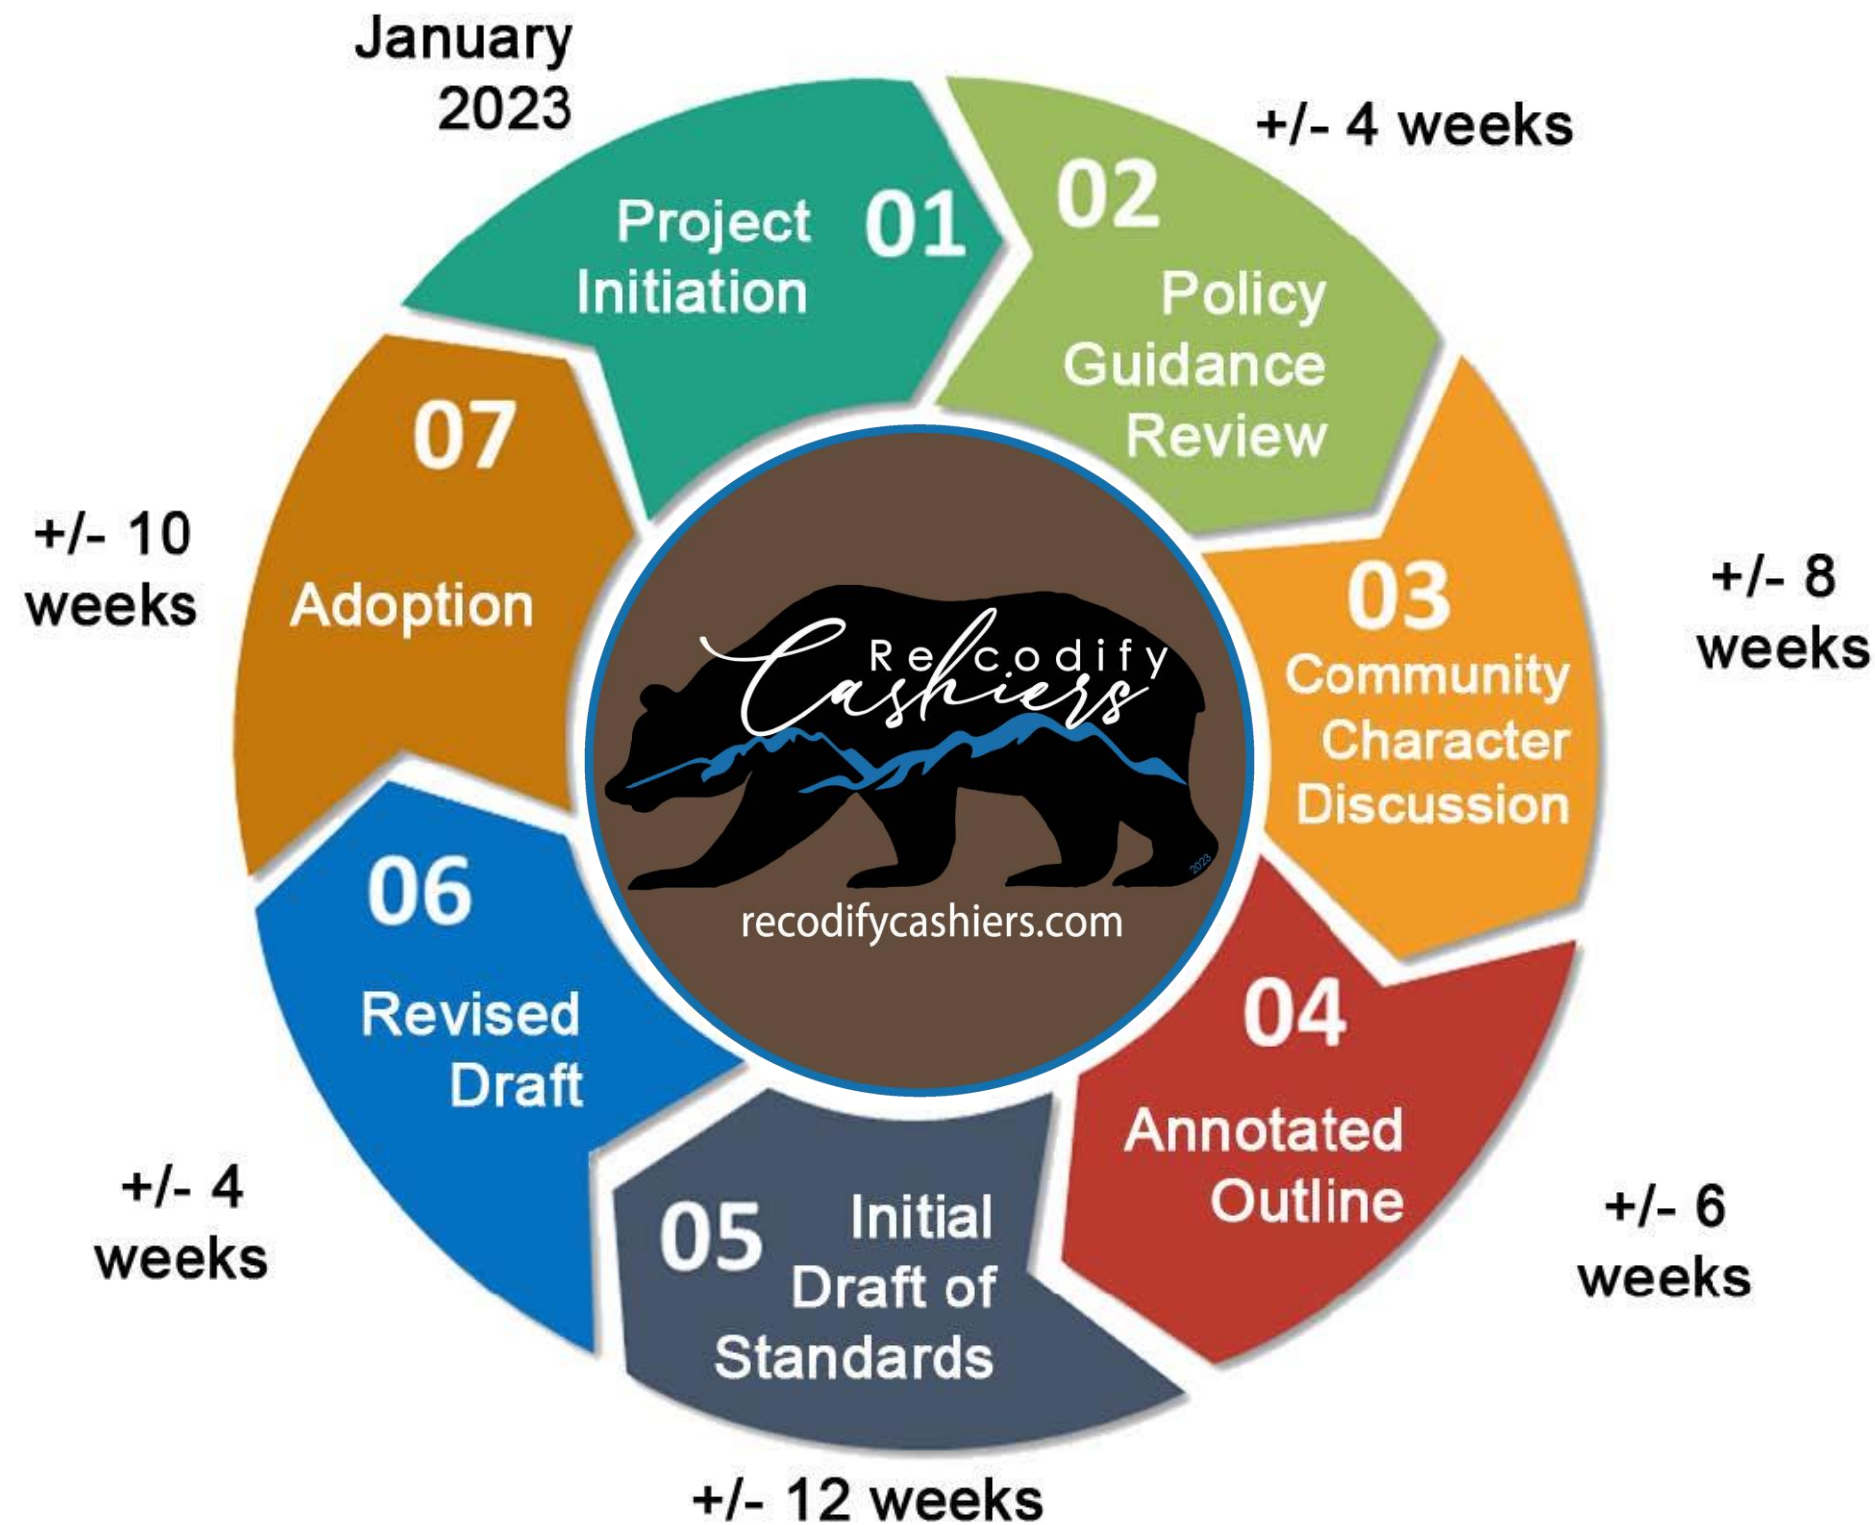 January
2023
Project
Initiation
01
+/- 4 weeks
02
Policy
Guidance
Review
+/- 8
weeks
03
Community
Character
Discussion
+/- 6
weeks
04
Annotated
Outline
05
Initial
Draft of
Standards
+/- 12 weeks
06
Revised
Draft
+/- 4
weeks
07
Adoption
+/- 10
weeks
Recodify
Cashiers
2023
recodifycashiers.com